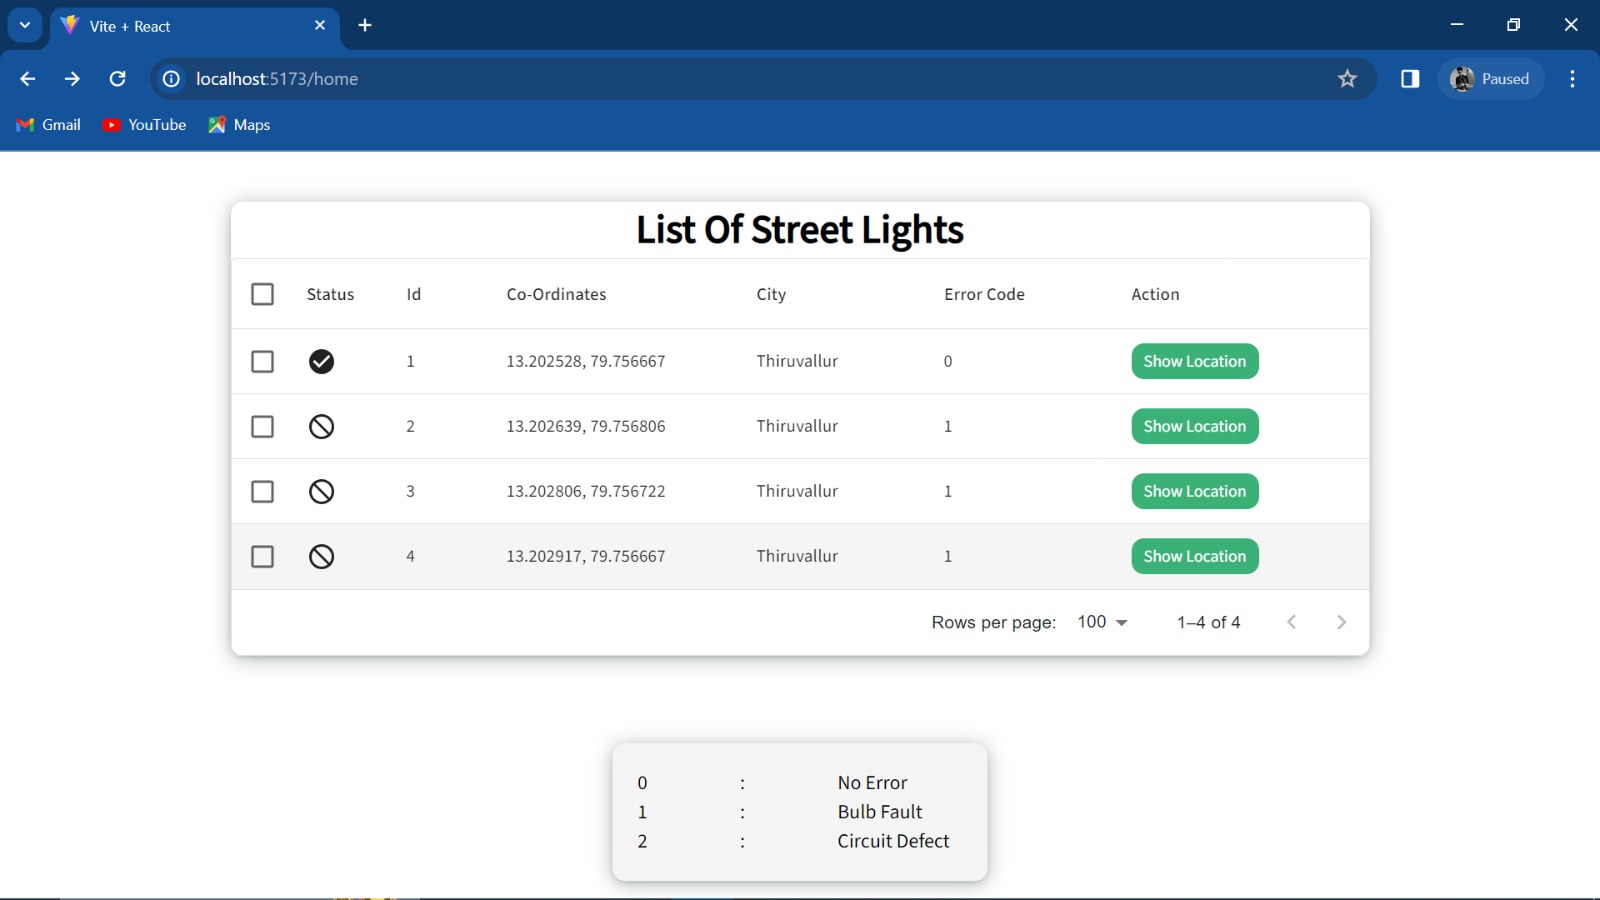 Vite + React
localhost:5173/home
Paused
Gmail YouTube Maps
List Of Street Lights
Status Id Co-Ordinates City Error Code Action
1 13.202528, 79.756667 Thiruvallur 0 Show Location
2 13.202639, 79.756806 Thiruvallur 1 Show Location
3 13.202806, 79.756722 Thiruvallur 1 Show Location
4 13.202917, 79.756667 Thiruvallur 1 Show Location
Rows per page: 100 1–4 of 4
0 : No Error
1 : Bulb Fault
2 : Circuit Defect